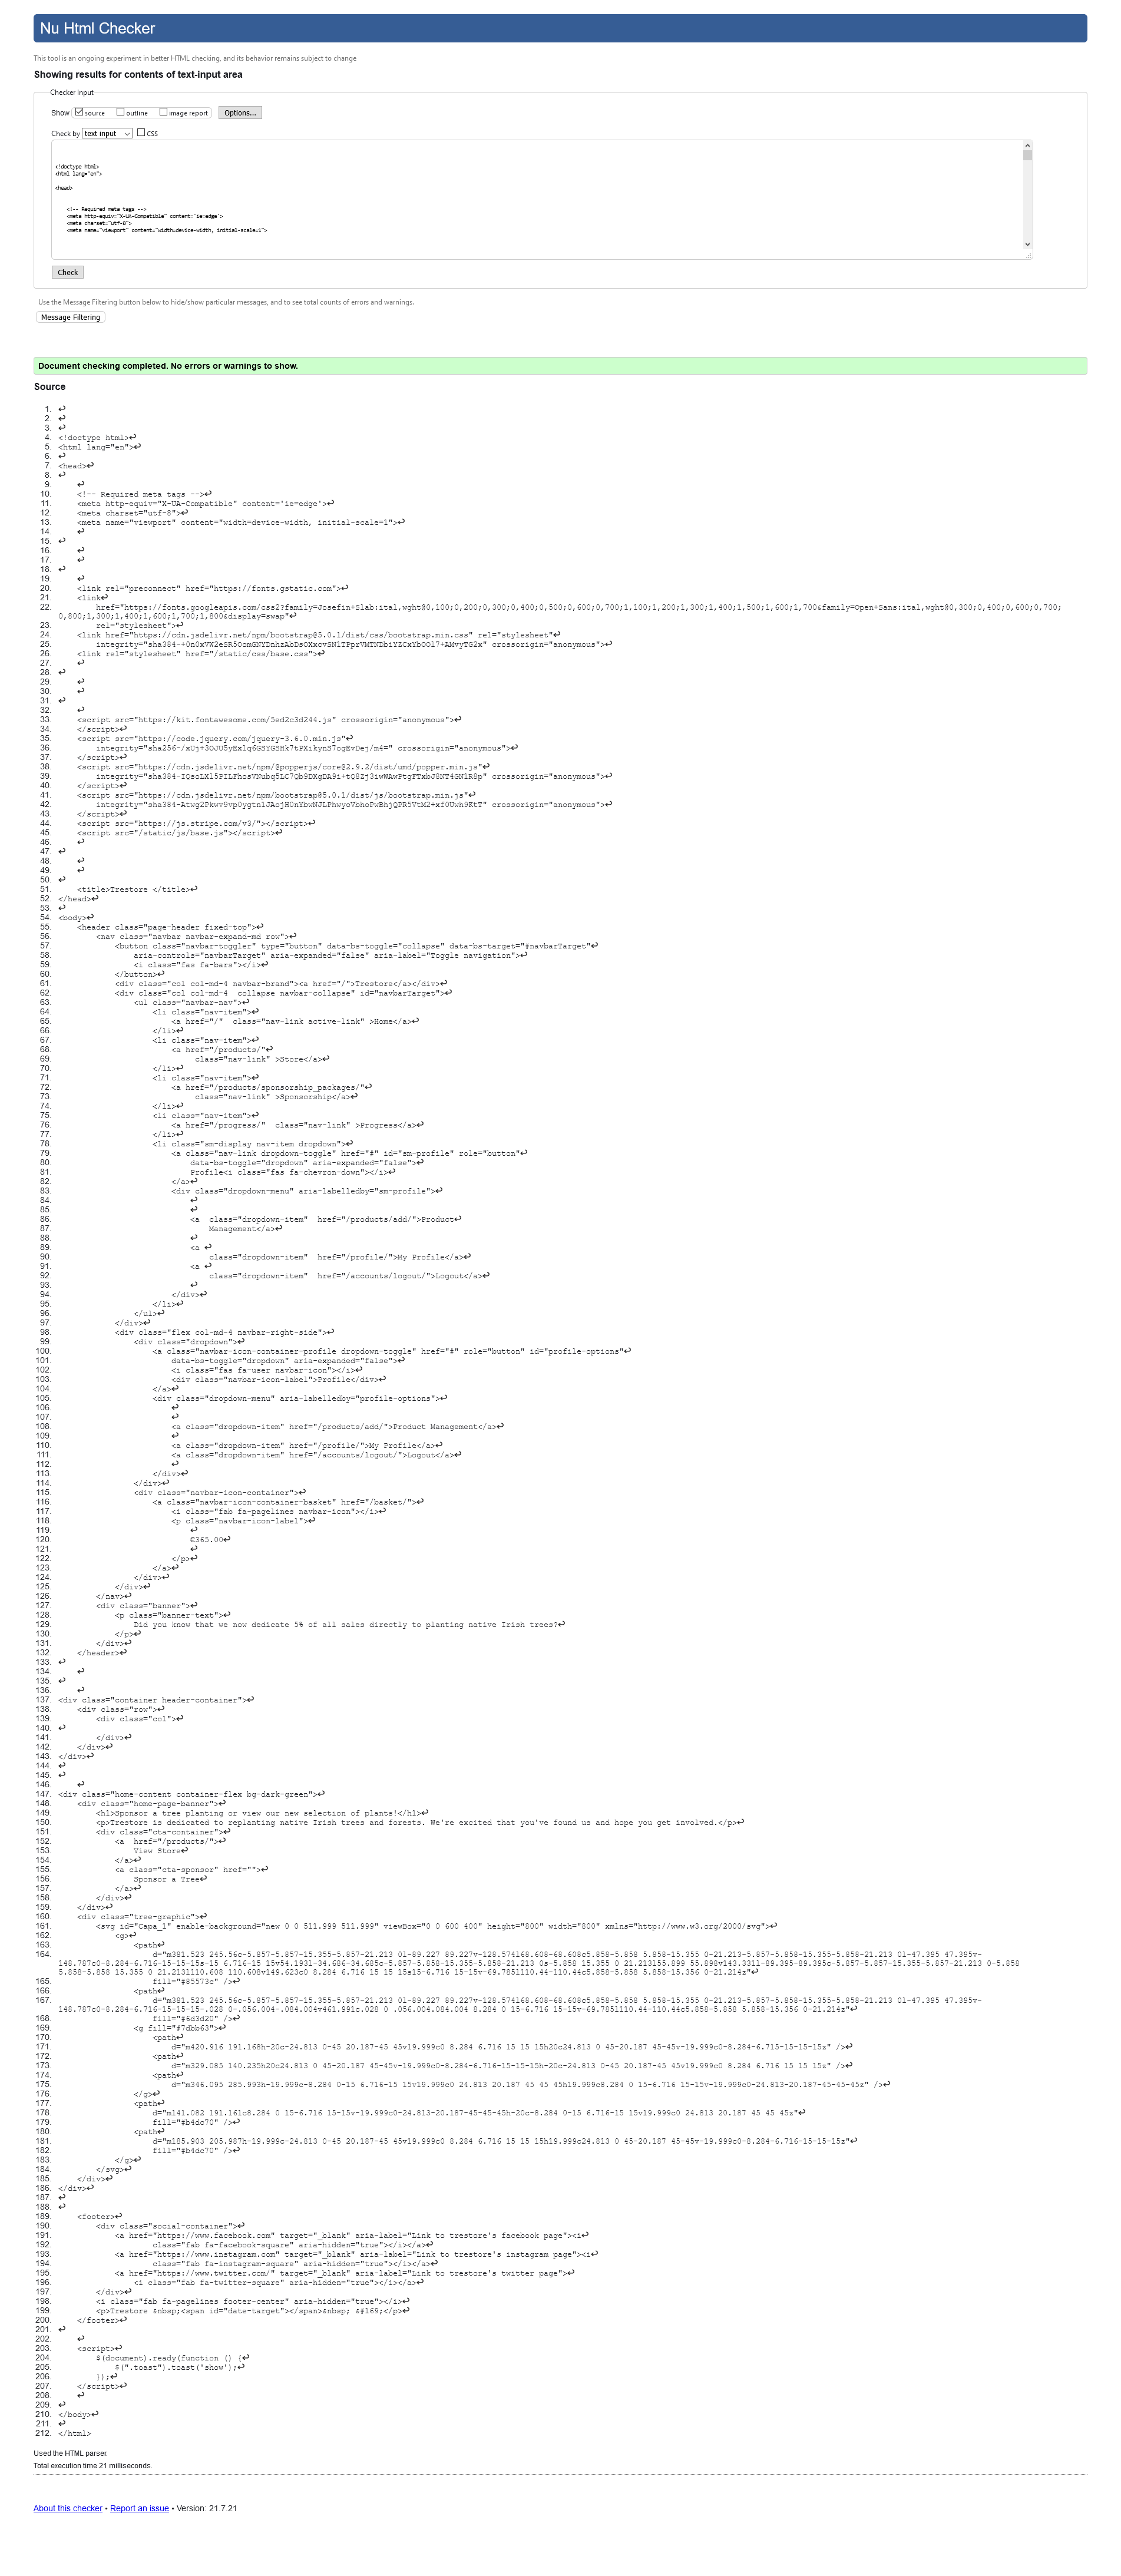 Nu Html Checker
This tool is an ongoing experiment in better HTML checking, and its behavior remains subject to change
Showing results for contents of text-input area
Checker Input
Show source outline image report Options...
Check by text input CSS
<!doctype html>
<html lang="en">
<head>
<!-- Required meta tags -->
<meta http-equiv="X-UA-Compatible" content='ie=edge'>
<meta charset="utf-8">
<meta name="viewport" content="width=device-width, initial-scale=1">
Check
Use the Message Filtering button below to hide/show particular messages, and to see total counts of errors and warnings.
Message Filtering
Document checking completed. No errors or warnings to show.
Source
1. ↩
2. ↩
3. ↩
4. <!doctype html>↩
5. <html lang="en">↩
6. ↩
7. <head>↩
8. ↩
9. ↩
10. <!-- Required meta tags -->↩
11. <meta http-equiv="X-UA-Compatible" content='ie=edge'>↩
12. <meta charset="utf-8">↩
13. <meta name="viewport" content="width=device-width, initial-scale=1">↩
14. ↩
15. ↩
16. ↩
17. ↩
18. ↩
19. ↩
20. <link rel="preconnect" href="https://fonts.gstatic.com">↩
21. <link↩
22. href="https://fonts.googleapis.com/css2?family=Josefin+Slab:ital,wght@0,100;0,200;0,300;0,400;0,500;0,600;0,700;1,100;1,200;1,300;1,400;1,500;1,600;1,700&family=Open+Sans:ital,wght@0,300;0,400;0,600;0,700;
0,800;1,300;1,400;1,600;1,700;1,800&display=swap"↩
23. rel="stylesheet">↩
24. <link href="https://cdn.jsdelivr.net/npm/bootstrap@5.0.1/dist/css/bootstrap.min.css" rel="stylesheet"↩
25. integrity="sha384-+0n0xVW2eSR5OomGNYDnhzAbDsOXxcvSN1TPprVMTNDbiYZCxYbOOl7+AMvyTG2x" crossorigin="anonymous">↩
26. <link rel="stylesheet" href="/static/css/base.css">↩
27. ↩
28. ↩
29. ↩
30. ↩
31. ↩
32. ↩
33. <script src="https://kit.fontawesome.com/5ed2c3d244.js" crossorigin="anonymous">↩
34. </script>↩
35. <script src="https://code.jquery.com/jquery-3.6.0.min.js"↩
36. integrity="sha256-/xUj+3OJU5yExlq6GSYGSHk7tPXikynS7ogEvDej/m4=" crossorigin="anonymous">↩
37. </script>↩
38. <script src="https://cdn.jsdelivr.net/npm/@popperjs/core@2.9.2/dist/umd/popper.min.js"↩
39. integrity="sha384-IQsoLXl5PILFhosVNubq5LC7Qb9DXgDA9i+tQ8Zj3iwWAwPtgFTxbJ8NT4GN1R8p" crossorigin="anonymous">↩
40. </script>↩
41. <script src="https://cdn.jsdelivr.net/npm/bootstrap@5.0.1/dist/js/bootstrap.min.js"↩
42. integrity="sha384-Atwg2Pkwv9vp0ygtn1JAojH0nYbwNJLPhwyoVbhoPwBhjQPR5VtM2+xf0Uwh9KtT" crossorigin="anonymous">↩
43. </script>↩
44. <script src="https://js.stripe.com/v3/"></script>↩
45. <script src="/static/js/base.js"></script>↩
46. ↩
47. ↩
48. ↩
49. ↩
50. ↩
51. <title>Trestore </title>↩
52. </head>↩
53. ↩
54. <body>↩
55. <header class="page-header fixed-top">↩
56. <nav class="navbar navbar-expand-md row">↩
57. <button class="navbar-toggler" type="button" data-bs-toggle="collapse" data-bs-target="#navbarTarget"↩
58. aria-controls="navbarTarget" aria-expanded="false" aria-label="Toggle navigation">↩
59. <i class="fas fa-bars"></i>↩
60. </button>↩
61. <div class="col col-md-4 navbar-brand"><a href="/">Trestore</a></div>↩
62. <div class="col col-md-4  collapse navbar-collapse" id="navbarTarget">↩
63. <ul class="navbar-nav">↩
64. <li class="nav-item">↩
65. <a href="/"  class="nav-link active-link" >Home</a>↩
66. </li>↩
67. <li class="nav-item">↩
68. <a href="/products/"↩
69. class="nav-link" >Store</a>↩
70. </li>↩
71. <li class="nav-item">↩
72. <a href="/products/sponsorship_packages/"↩
73. class="nav-link" >Sponsorship</a>↩
74. </li>↩
75. <li class="nav-item">↩
76. <a href="/progress/"  class="nav-link" >Progress</a>↩
77. </li>↩
78. <li class="sm-display nav-item dropdown">↩
79. <a class="nav-link dropdown-toggle" href="#" id="sm-profile" role="button"↩
80. data-bs-toggle="dropdown" aria-expanded="false">↩
81. Profile<i class="fas fa-chevron-down"></i>↩
82. </a>↩
83. <div class="dropdown-menu" aria-labelledby="sm-profile">↩
84. ↩
85. ↩
86. <a  class="dropdown-item"  href="/products/add/">Product↩
87. Management</a>↩
88. ↩
89. <a ↩
90. class="dropdown-item"  href="/profile/">My Profile</a>↩
91. <a ↩
92. class="dropdown-item"  href="/accounts/logout/">Logout</a>↩
93. ↩
94. </div>↩
95. </li>↩
96. </ul>↩
97. </div>↩
98. <div class="flex col-md-4 navbar-right-side">↩
99. <div class="dropdown">↩
100. <a class="navbar-icon-container-profile dropdown-toggle" href="#" role="button" id="profile-options"↩
101. data-bs-toggle="dropdown" aria-expanded="false">↩
102. <i class="fas fa-user navbar-icon"></i>↩
103. <div class="navbar-icon-label">Profile</div>↩
104. </a>↩
105. <div class="dropdown-menu" aria-labelledby="profile-options">↩
106. ↩
107. ↩
108. <a class="dropdown-item" href="/products/add/">Product Management</a>↩
109. ↩
110. <a class="dropdown-item" href="/profile/">My Profile</a>↩
111. <a class="dropdown-item" href="/accounts/logout/">Logout</a>↩
112. ↩
113. </div>↩
114. </div>↩
115. <div class="navbar-icon-container">↩
116. <a class="navbar-icon-container-basket" href="/basket/">↩
117. <i class="fab fa-pagelines navbar-icon"></i>↩
118. <p class="navbar-icon-label">↩
119. ↩
120. €365.00↩
121. ↩
122. </p>↩
123. </a>↩
124. </div>↩
125. </div>↩
126. </nav>↩
127. <div class="banner">↩
128. <p class="banner-text">↩
129. Did you know that we now dedicate 5% of all sales directly to planting native Irish trees?↩
130. </p>↩
131. </div>↩
132. </header>↩
133. ↩
134. ↩
135. ↩
136. ↩
137. <div class="container header-container">↩
138. <div class="row">↩
139. <div class="col">↩
140. ↩
141. </div>↩
142. </div>↩
143. </div>↩
144. ↩
145. ↩
146. ↩
147. <div class="home-content container-flex bg-dark-green">↩
148. <div class="home-page-banner">↩
149. <h1>Sponsor a tree planting or view our new selection of plants!</h1>↩
150. <p>Trestore is dedicated to replanting native Irish trees and forests. We're excited that you've found us and hope you get involved.</p>↩
151. <div class="cta-container">↩
152. <a  href="/products/">↩
153. View Store↩
154. </a>↩
155. <a class="cta-sponsor" href="">↩
156. Sponsor a Tree↩
157. </a>↩
158. </div>↩
159. </div>↩
160. <div class="tree-graphic">↩
161. <svg id="Capa_1" enable-background="new 0 0 511.999 511.999" viewBox="0 0 600 400" height="800" width="800" xmlns="http://www.w3.org/2000/svg">↩
162. <g>↩
163. <path↩
164. d="m381.523 245.56c-5.857-5.857-15.355-5.857-21.213 0l-89.227 89.227v-128.574l68.608-68.608c5.858-5.858 5.858-15.355 0-21.213-5.857-5.858-15.355-5.858-21.213 0l-47.395 47.395v-
148.787c0-8.284-6.716-15-15-15s-15 6.716-15 15v54.193l-34.686-34.685c-5.857-5.858-15.355-5.858-21.213 0s-5.858 15.355 0 21.213l55.899 55.898v143.331l-89.395-89.395c-5.857-5.857-15.355-5.857-21.213 0-5.858
5.858-5.858 15.355 0 21.213l110.608 110.608v149.623c0 8.284 6.716 15 15 15s15-6.716 15-15v-69.785l110.44-110.44c5.858-5.858 5.858-15.356 0-21.214z"↩
165. fill="#85573c" />↩
166. <path↩
167. d="m381.523 245.56c-5.857-5.857-15.355-5.857-21.213 0l-89.227 89.227v-128.574l68.608-68.608c5.858-5.858 5.858-15.355 0-21.213-5.857-5.858-15.355-5.858-21.213 0l-47.395 47.395v-
148.787c0-8.284-6.716-15-15-15-.028 0-.056.004-.084.004v461.991c.028 0 .056.004.084.004 8.284 0 15-6.716 15-15v-69.785l110.44-110.44c5.858-5.858 5.858-15.356 0-21.214z"↩
168. fill="#6d3d20" />↩
169. <g fill="#7dbb63">↩
170. <path↩
171. d="m420.916 191.168h-20c-24.813 0-45 20.187-45 45v19.999c0 8.284 6.716 15 15 15h20c24.813 0 45-20.187 45-45v-19.999c0-8.284-6.715-15-15-15z" />↩
172. <path↩
173. d="m329.085 140.235h20c24.813 0 45-20.187 45-45v-19.999c0-8.284-6.716-15-15-15h-20c-24.813 0-45 20.187-45 45v19.999c0 8.284 6.716 15 15 15z" />↩
174. <path↩
175. d="m346.095 285.993h-19.999c-8.284 0-15 6.716-15 15v19.999c0 24.813 20.187 45 45 45h19.999c8.284 0 15-6.716 15-15v-19.999c0-24.813-20.187-45-45-45z" />↩
176. </g>↩
177. <path↩
178. d="m141.082 191.161c8.284 0 15-6.716 15-15v-19.999c0-24.813-20.187-45-45-45h-20c-8.284 0-15 6.716-15 15v19.999c0 24.813 20.187 45 45 45z"↩
179. fill="#b4dc70" />↩
180. <path↩
181. d="m185.903 205.987h-19.999c-24.813 0-45 20.187-45 45v19.999c0 8.284 6.716 15 15 15h19.999c24.813 0 45-20.187 45-45v-19.999c0-8.284-6.716-15-15-15z"↩
182. fill="#b4dc70" />↩
183. </g>↩
184. </svg>↩
185. </div>↩
186. </div>↩
187. ↩
188. ↩
189. <footer>↩
190. <div class="social-container">↩
191. <a href="https://www.facebook.com" target="_blank" aria-label="Link to trestore's facebook page"><i↩
192. class="fab fa-facebook-square" aria-hidden="true"></i></a>↩
193. <a href="https://www.instagram.com" target="_blank" aria-label="Link to trestore's instagram page"><i↩
194. class="fab fa-instagram-square" aria-hidden="true"></i></a>↩
195. <a href="https://www.twitter.com/" target="_blank" aria-label="Link to trestore's twitter page">↩
196. <i class="fab fa-twitter-square" aria-hidden="true"></i></a>↩
197. </div>↩
198. <i class="fab fa-pagelines footer-center" aria-hidden="true"></i>↩
199. <p>Trestore &nbsp;<span id="date-target"></span>&nbsp; &#169;</p>↩
200. </footer>↩
201. ↩
202. ↩
203. <script>↩
204. $(document).ready(function () {↩
205. $(".toast").toast('show');↩
206. });↩
207. </script>↩
208. ↩
209. ↩
210. </body>↩
211. ↩
212. </html>
Used the HTML parser.
Total execution time 21 milliseconds.
About this checker • Report an issue • Version: 21.7.21